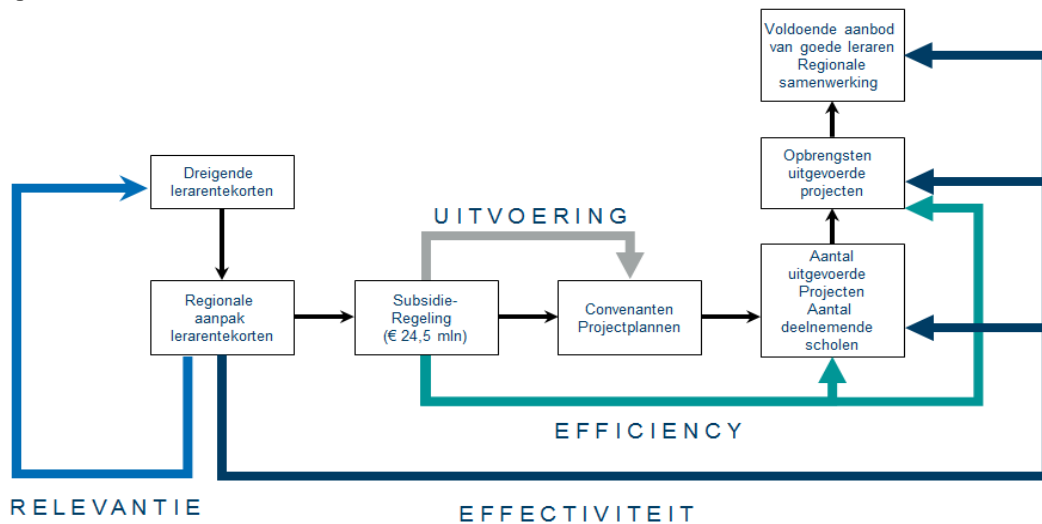 Voldoende aanbod
van goede leraren
Regionale
samenwerking
Dreigende
lerarentekorten
Opbrengsten
uitgevoerde
projecten
UITVOERING
Regionale
aanpak
lerarentekorten
Subsidie-
Regeling
(€ 24,5 mln)
Convenanten
Projectplannen
Aantal
uitgevoerde
Projecten
Aantal
deelnemende
scholen
EFFICIENCY
RELEVANTIE
EFFECTIVITEIT